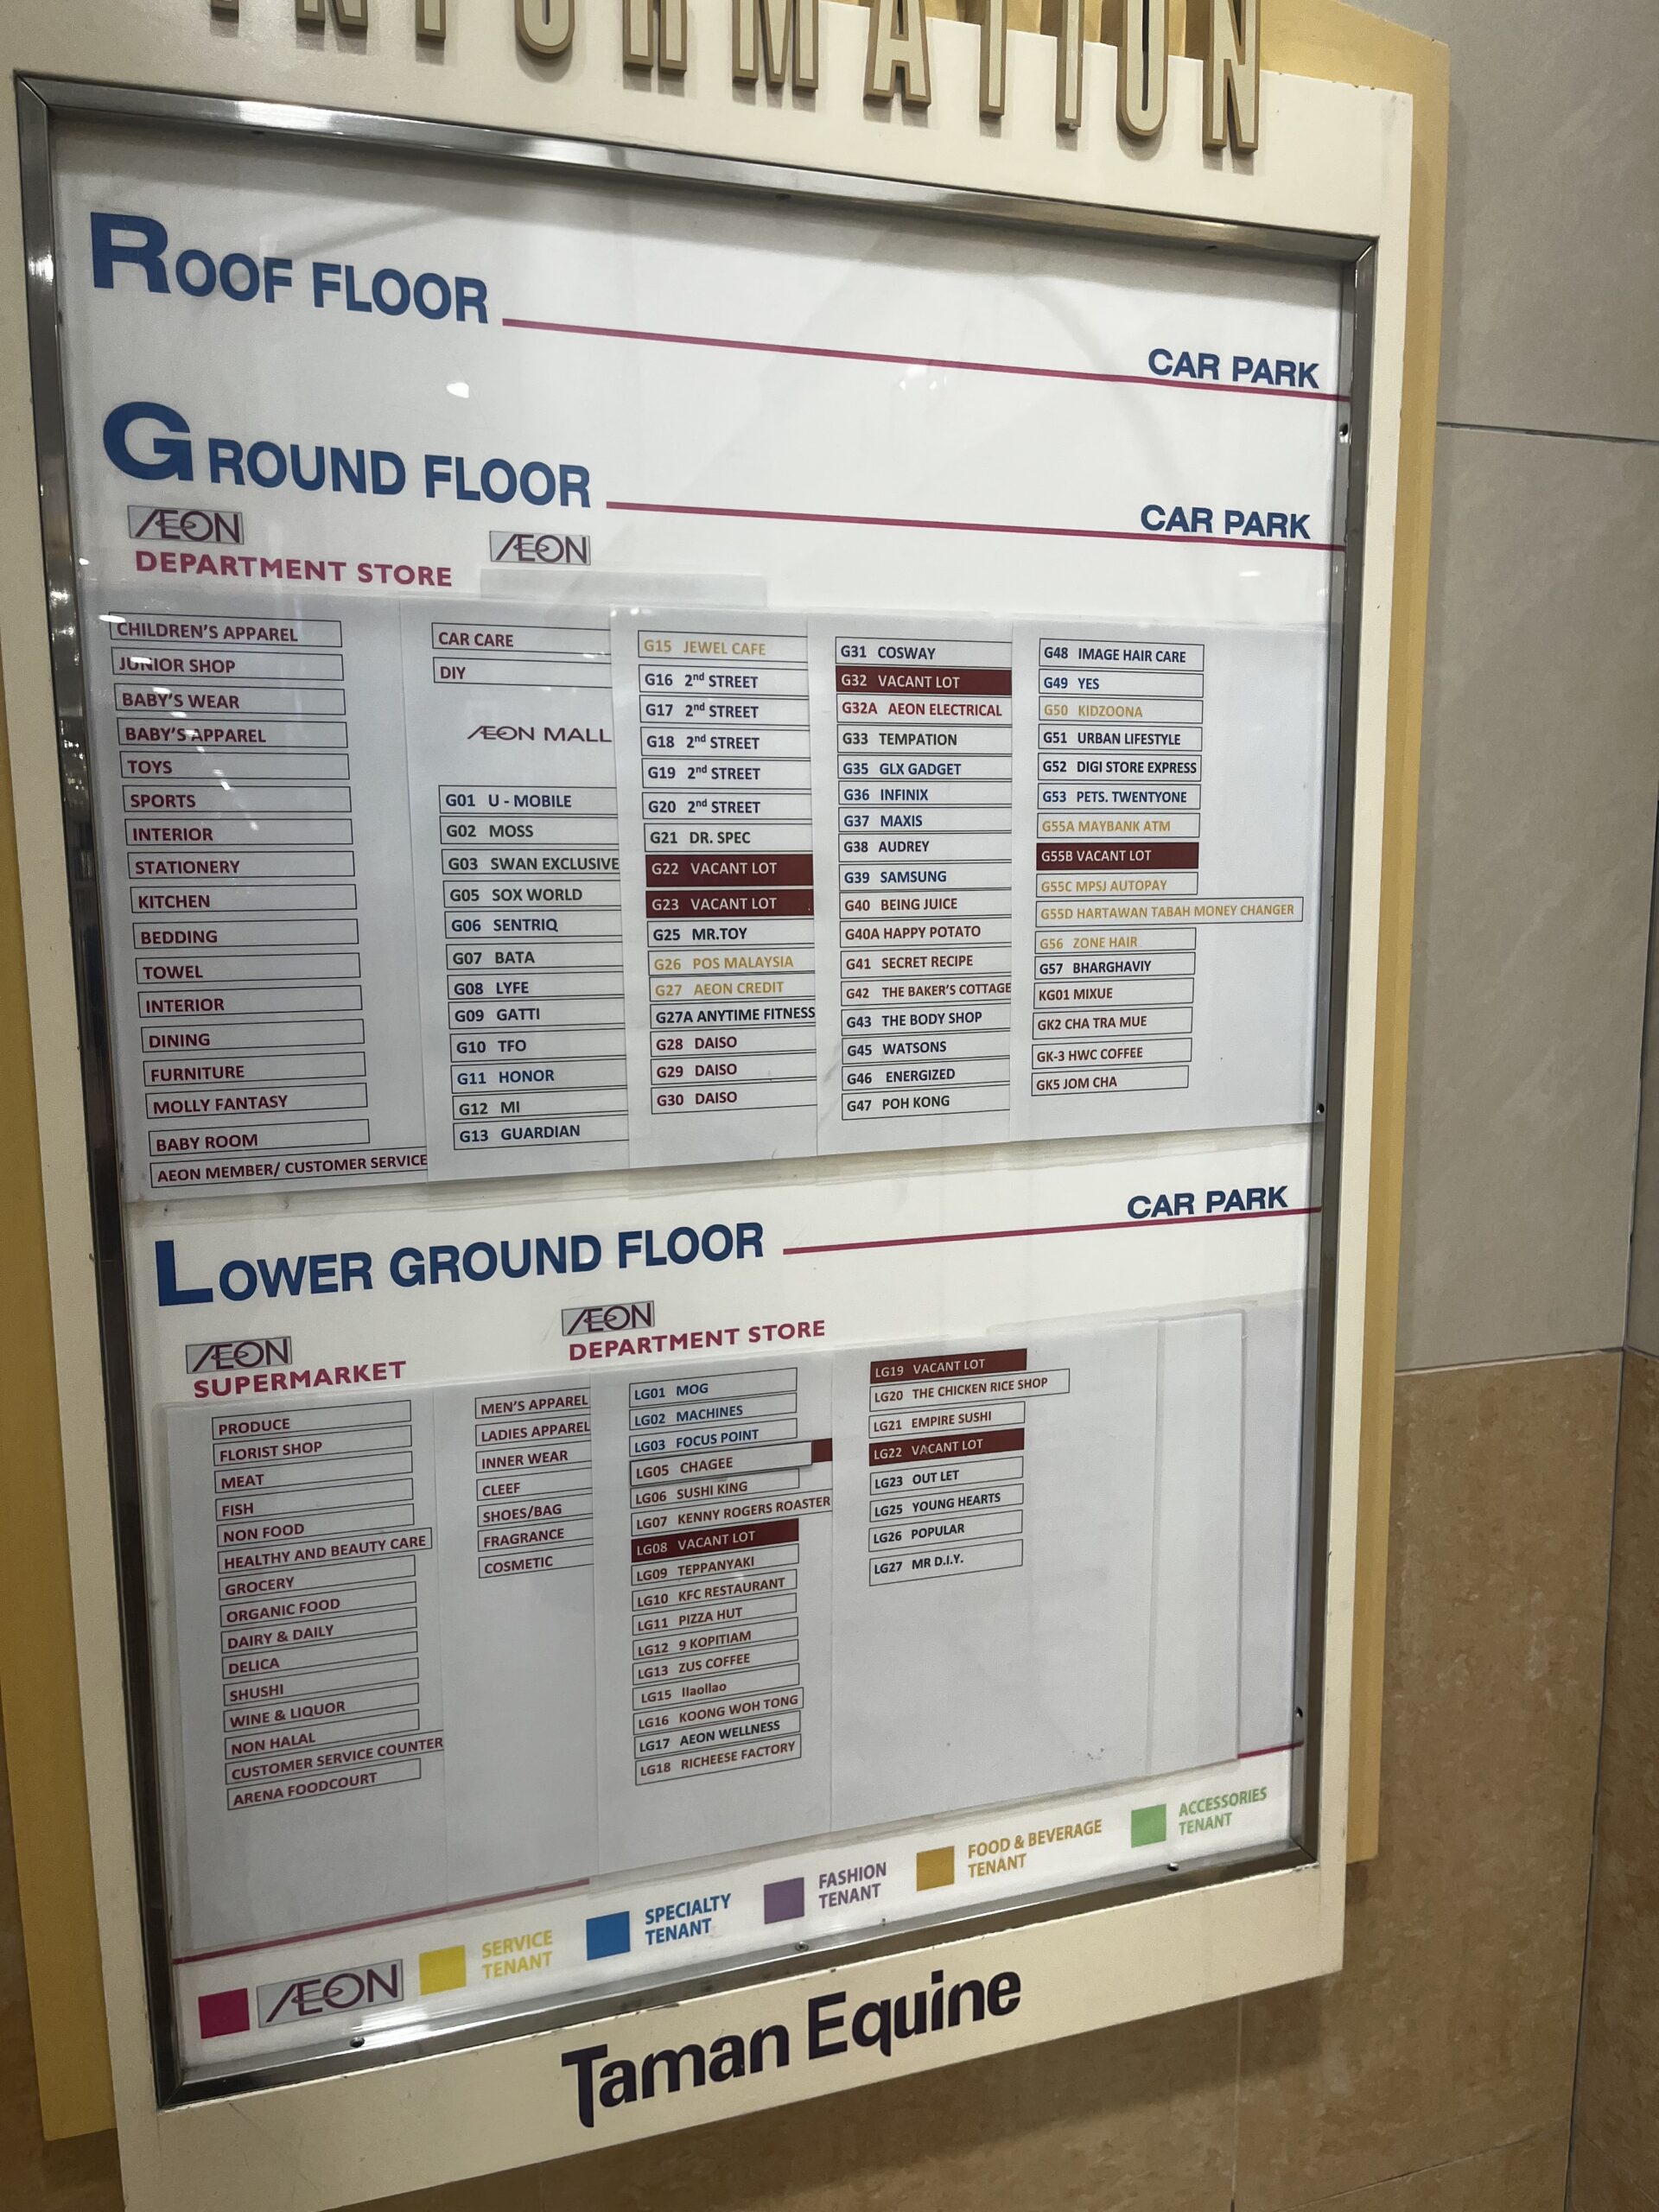 INFORMATION
ROOF FLOOR
CAR PARK
GROUND FLOOR
CAR PARK
AEON
DEPARTMENT STORE
AEON
CHILDREN'S APPAREL
JUNIOR SHOP
BABY'S WEAR
BABY'S APPAREL
TOYS
SPORTS
INTERIOR
STATIONERY
KITCHEN
BEDDING
TOWEL
INTERIOR
DINING
FURNITURE
MOLLY FANTASY
BABY ROOM
AEON MEMBER/ CUSTOMER SERVICE
CAR CARE
DIY
AEON MALL
G01 U - MOBILE
G02 MOSS
G03 SWAN EXCLUSIVE
G05 SOX WORLD
G06 SENTRIQ
G07 BATA
G08 LYFE
G09 GATTI
G10 TFO
G11 HONOR
G12 MI
G13 GUARDIAN
G15 JEWEL CAFE
G16 2nd STREET
G17 2nd STREET
G18 2nd STREET
G19 2nd STREET
G20 2nd STREET
G21 DR. SPEC
G22 VACANT LOT
G23 VACANT LOT
G25 MR.TOY
G26 POS MALAYSIA
G27 AEON CREDIT
G27A ANYTIME FITNESS
G28 DAISO
G29 DAISO
G30 DAISO
G31 COSWAY
G32 VACANT LOT
G32A AEON ELECTRICAL
G33 TEMPATION
G35 GLX GADGET
G36 INFINIX
G37 MAXIS
G38 AUDREY
G39 SAMSUNG
G40 BEING JUICE
G40A HAPPY POTATO
G41 SECRET RECIPE
G42 THE BAKER'S COTTAGE
G43 THE BODY SHOP
G45 WATSONS
G46 ENERGIZED
G47 POH KONG
G48 IMAGE HAIR CARE
G49 YES
G50 KIDZOONA
G51 URBAN LIFESTYLE
G52 DIGI STORE EXPRESS
G53 PETS. TWENTYONE
G55A MAYBANK ATM
G55B VACANT LOT
G55C MPSJ AUTOPAY
G55D HARTAWAN TABAH MONEY CHANGER
G56 ZONE HAIR
G57 BHARGHAVIY
KG01 MIXUE
GK2 CHA TRA MUE
GK-3 HWC COFFEE
GK5 JOM CHA
LOWER GROUND FLOOR
CAR PARK
AEON
SUPERMARKET
AEON
DEPARTMENT STORE
PRODUCE
FLORIST SHOP
MEAT
FISH
NON FOOD
HEALTHY AND BEAUTY CARE
GROCERY
ORGANIC FOOD
DAIRY & DAILY
DELICA
SHUSHI
WINE & LIQUOR
NON HALAL
CUSTOMER SERVICE COUNTER
ARENA FOODCOURT
MEN'S APPAREL
LADIES APPAREL
INNER WEAR
CLEEF
SHOES/BAG
FRAGRANCE
COSMETIC
LG01 MOG
LG02 MACHINES
LG03 FOCUS POINT
LG05 CHAGEE
LG06 SUSHI KING
LG07 KENNY ROGERS ROASTER
LG08 VACANT LOT
LG09 TEPPANYAKI
LG10 KFC RESTAURANT
LG11 PIZZA HUT
LG12 9 KOPITIAM
LG13 ZUS COFFEE
LG15 llaollao
LG16 KOONG WOH TONG
LG17 AEON WELLNESS
LG18 RICHEESE FACTORY
LG19 VACANT LOT
LG20 THE CHICKEN RICE SHOP
LG21 EMPIRE SUSHI
LG22 VACANT LOT
LG23 OUT LET
LG25 YOUNG HEARTS
LG26 POPULAR
LG27 MR D.I.Y.
AEON
SERVICE
TENANT
SPECIALTY
TENANT
FASHION
TENANT
FOOD & BEVERAGE
TENANT
ACCESSORIES
TENANT
Taman Equine